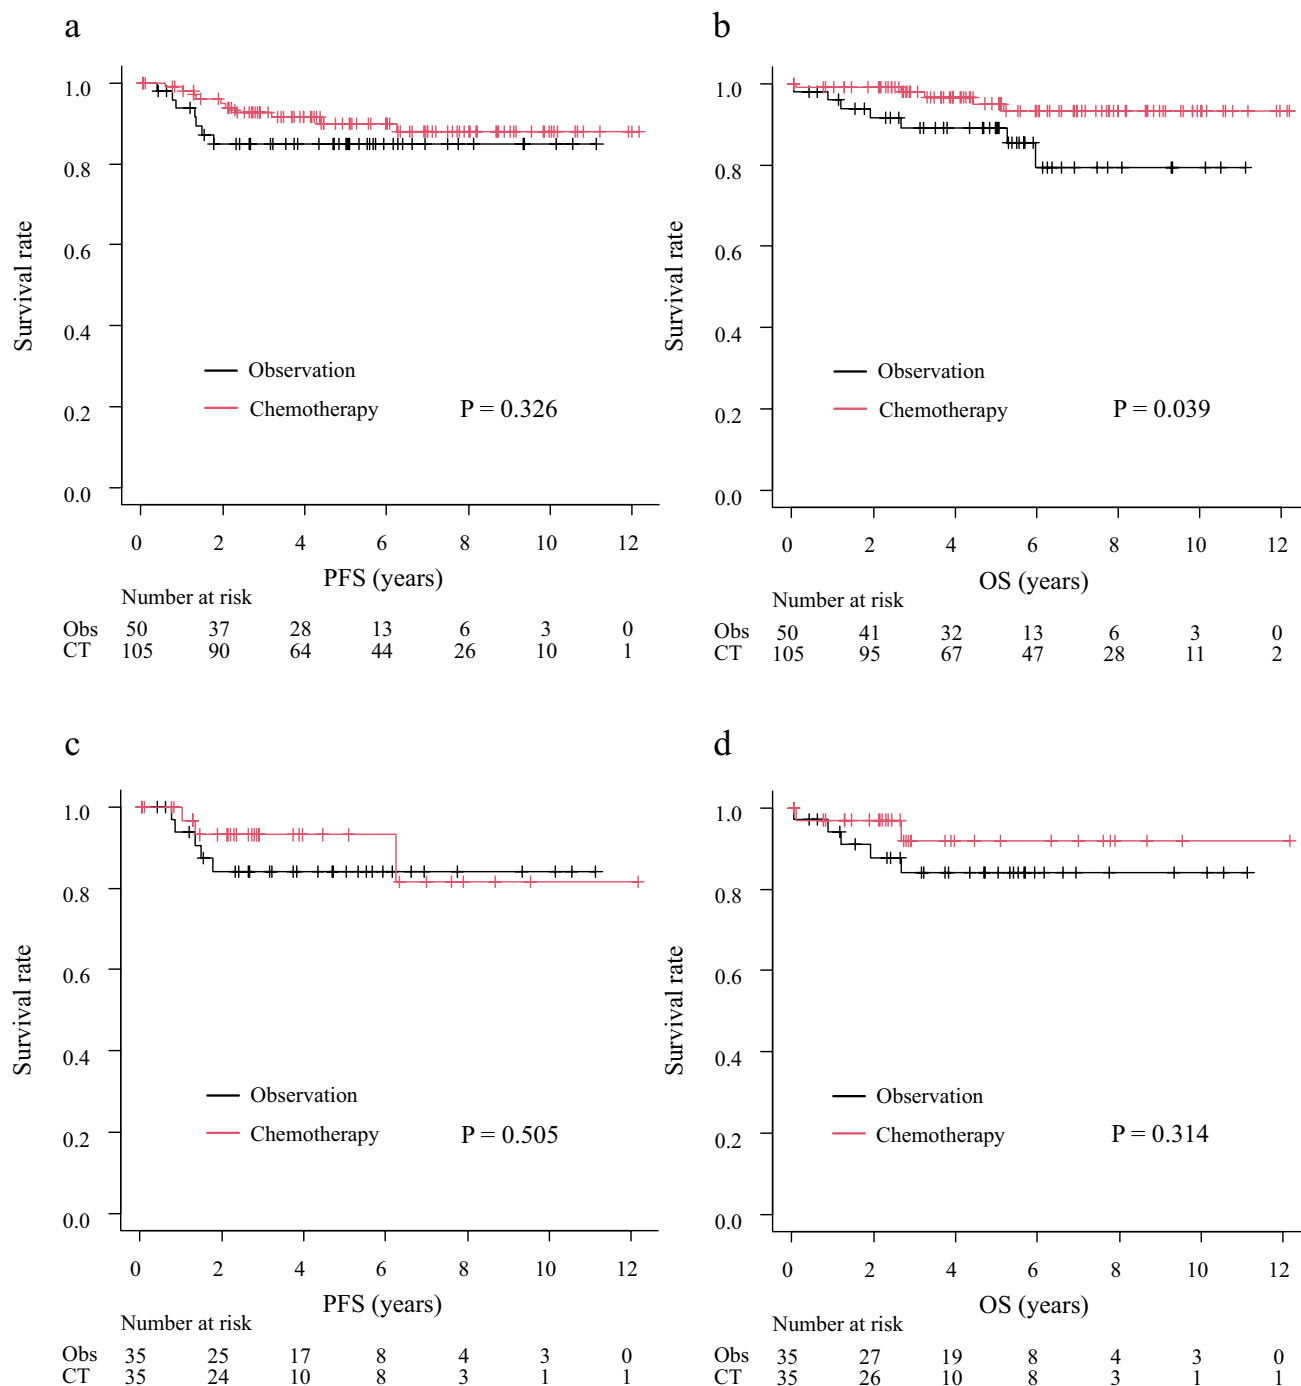 a
1.0
0.8
0.6
0.4
0.2
0.0
Survival rate
Observation
Chemotherapy
P = 0.326
0 2 4 6 8 10 12
PFS (years)
Number at risk
Obs 50 37 28 13 6 3 0
CT 105 90 64 44 26 10 1
b
1.0
0.8
0.6
0.4
0.2
0.0
Survival rate
Observation
Chemotherapy
P = 0.039
0 2 4 6 8 10 12
OS (years)
Number at risk
Obs 50 41 32 13 6 3 0
CT 105 95 67 47 28 11 2
c
1.0
0.8
0.6
0.4
0.2
0.0
Survival rate
Observation
Chemotherapy
P = 0.505
0 2 4 6 8 10 12
PFS (years)
Number at risk
Obs 35 25 17 8 4 3 0
CT 35 24 10 8 3 1 1
d
1.0
0.8
0.6
0.4
0.2
0.0
Survival rate
Observation
Chemotherapy
P = 0.314
0 2 4 6 8 10 12
OS (years)
Number at risk
Obs 35 27 19 8 4 3 0
CT 35 26 10 8 3 1 1